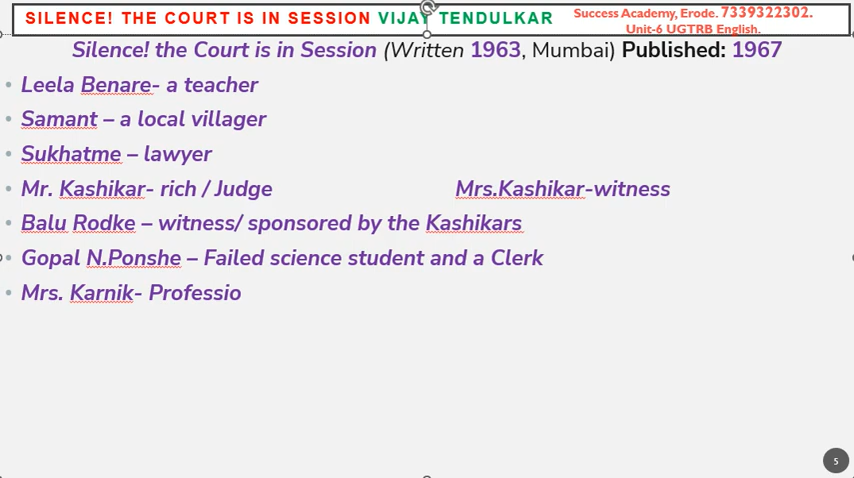 SILENCE! THE COURT IS IN SESSION VIJAY TENDULKAR
Success Academy, Erode. 7339322302.
Unit-6 UGTRB English.
Silence! the Court is in Session (Written 1963, Mumbai) Published: 1967
• Leela Benare- a teacher
• Samant – a local villager
• Sukhatme – lawyer
• Mr. Kashikar- rich / Judge Mrs.Kashikar-witness
• Balu Rodke – witness/ sponsored by the Kashikars
• Gopal N.Ponshe – Failed science student and a Clerk
• Mrs. Karnik- Professio
5